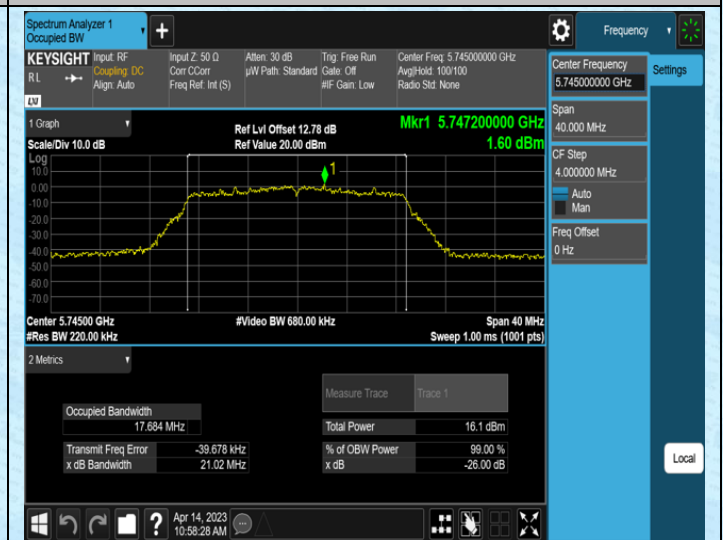 Spectrum Analyzer 1
Occupied BW
+
Frequency
KEYSIGHT
Input: RF
Coupling: DC
Align: Auto
Input Z: 50 Ω
Corr CCorr
Freq Ref: Int (S)
Atten: 30 dB
µW Path: Standard
Trig: Free Run
Gate: Off
#IF Gain: Low
Center Freq: 5.745000000 GHz
Avg|Hold: 100/100
Radio Std: None
RL
LXI
1 Graph
Scale/Div 10.0 dB
Ref Lvl Offset 12.78 dB
Ref Value 20.00 dBm
Mkr1 5.747200000 GHz
1.60 dBm
Log
10.0
0.00
-10.0
-20.0
-30.0
-40.0
-50.0
-60.0
-70.0
1
Center 5.74500 GHz
#Res BW 220.00 kHz
#Video BW 680.00 kHz
Span 40 MHz
Sweep 1.00 ms (1001 pts)
2 Metrics
Measure Trace
Trace 1
Occupied Bandwidth
17.684 MHz
Total Power
16.1 dBm
Transmit Freq Error
-39.678 kHz
% of OBW Power
99.00 %
x dB Bandwidth
21.02 MHz
x dB
-26.00 dB
Center Frequency
5.745000000 GHz
Settings
Span
40.000 MHz
CF Step
4.000000 MHz
Auto
Man
Freq Offset
0 Hz
Local
?
Apr 14, 2023
10:58:28 AM